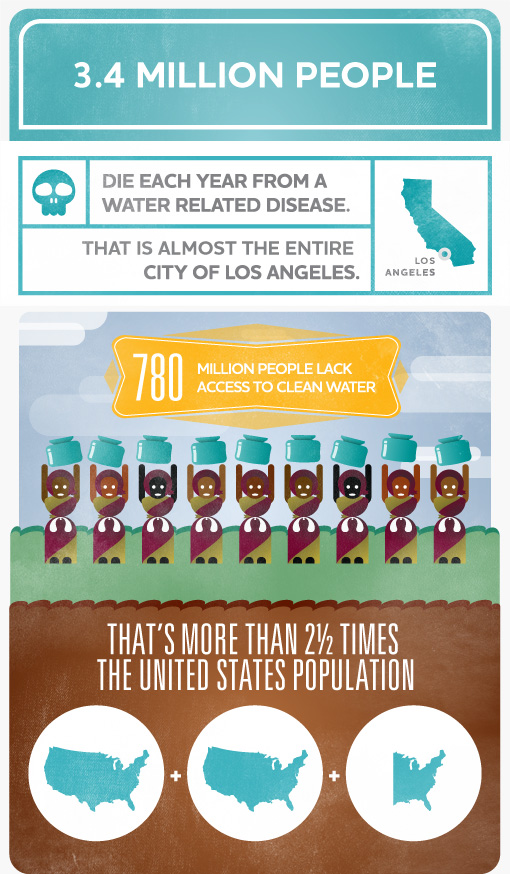 3.4 MILLION PEOPLE
DIE EACH YEAR FROM A
WATER RELATED DISEASE.
THAT IS ALMOST THE ENTIRE
CITY OF LOS ANGELES.
LOS
ANGELES
780
MILLION PEOPLE LACK
ACCESS TO CLEAN WATER
THAT'S MORE THAN 2½ TIMES
THE UNITED STATES POPULATION
+ +